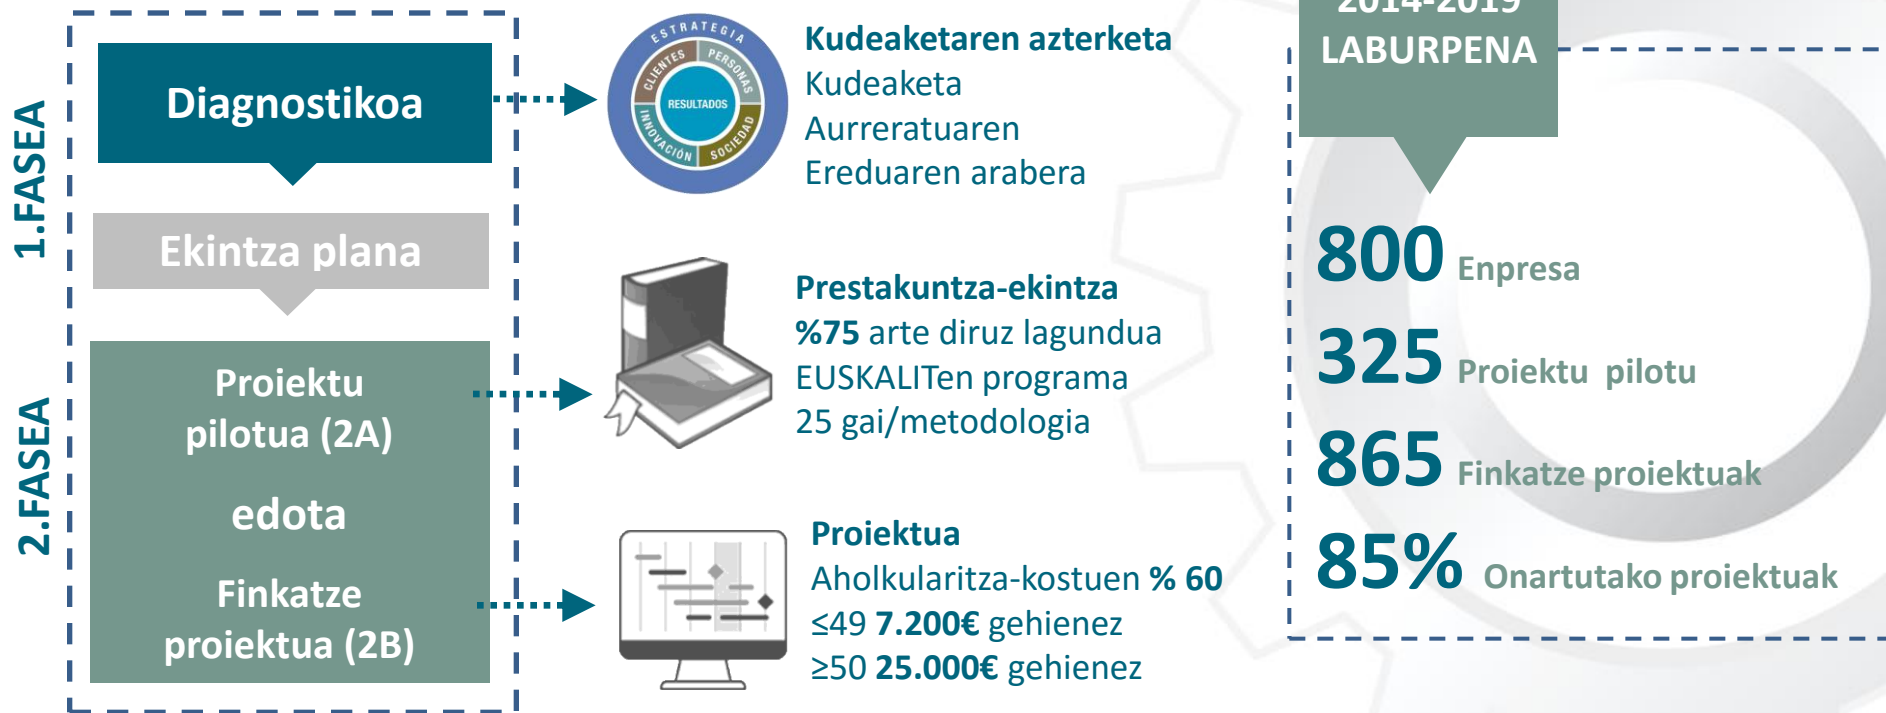 1.FASEA
Diagnostikoa
Ekintza plana
2.FASEA
Proiektu
pilotua (2A)
edota
Finkatze
proiektua (2B)
ESTRATEGIA
CLIENTES
PERSONAS
RESULTADOS
INNOVACIÓN
SOCIEDAD
Kudeaketaren azterketa
Kudeaketa
Aurreratuaren
Ereduaren arabera
Prestakuntza-ekintza
%75 arte diruz lagundua
EUSKALITen programa
25 gai/metodologia
Proiektua
Aholkularitza-kostuen % 60
≤49 7.200€ gehienez
≥50 25.000€ gehienez
2014-2019
LABURPENA
800 Enpresa
325 Proiektu pilotu
865 Finkatze proiektuak
85% Onartutako proiektuak